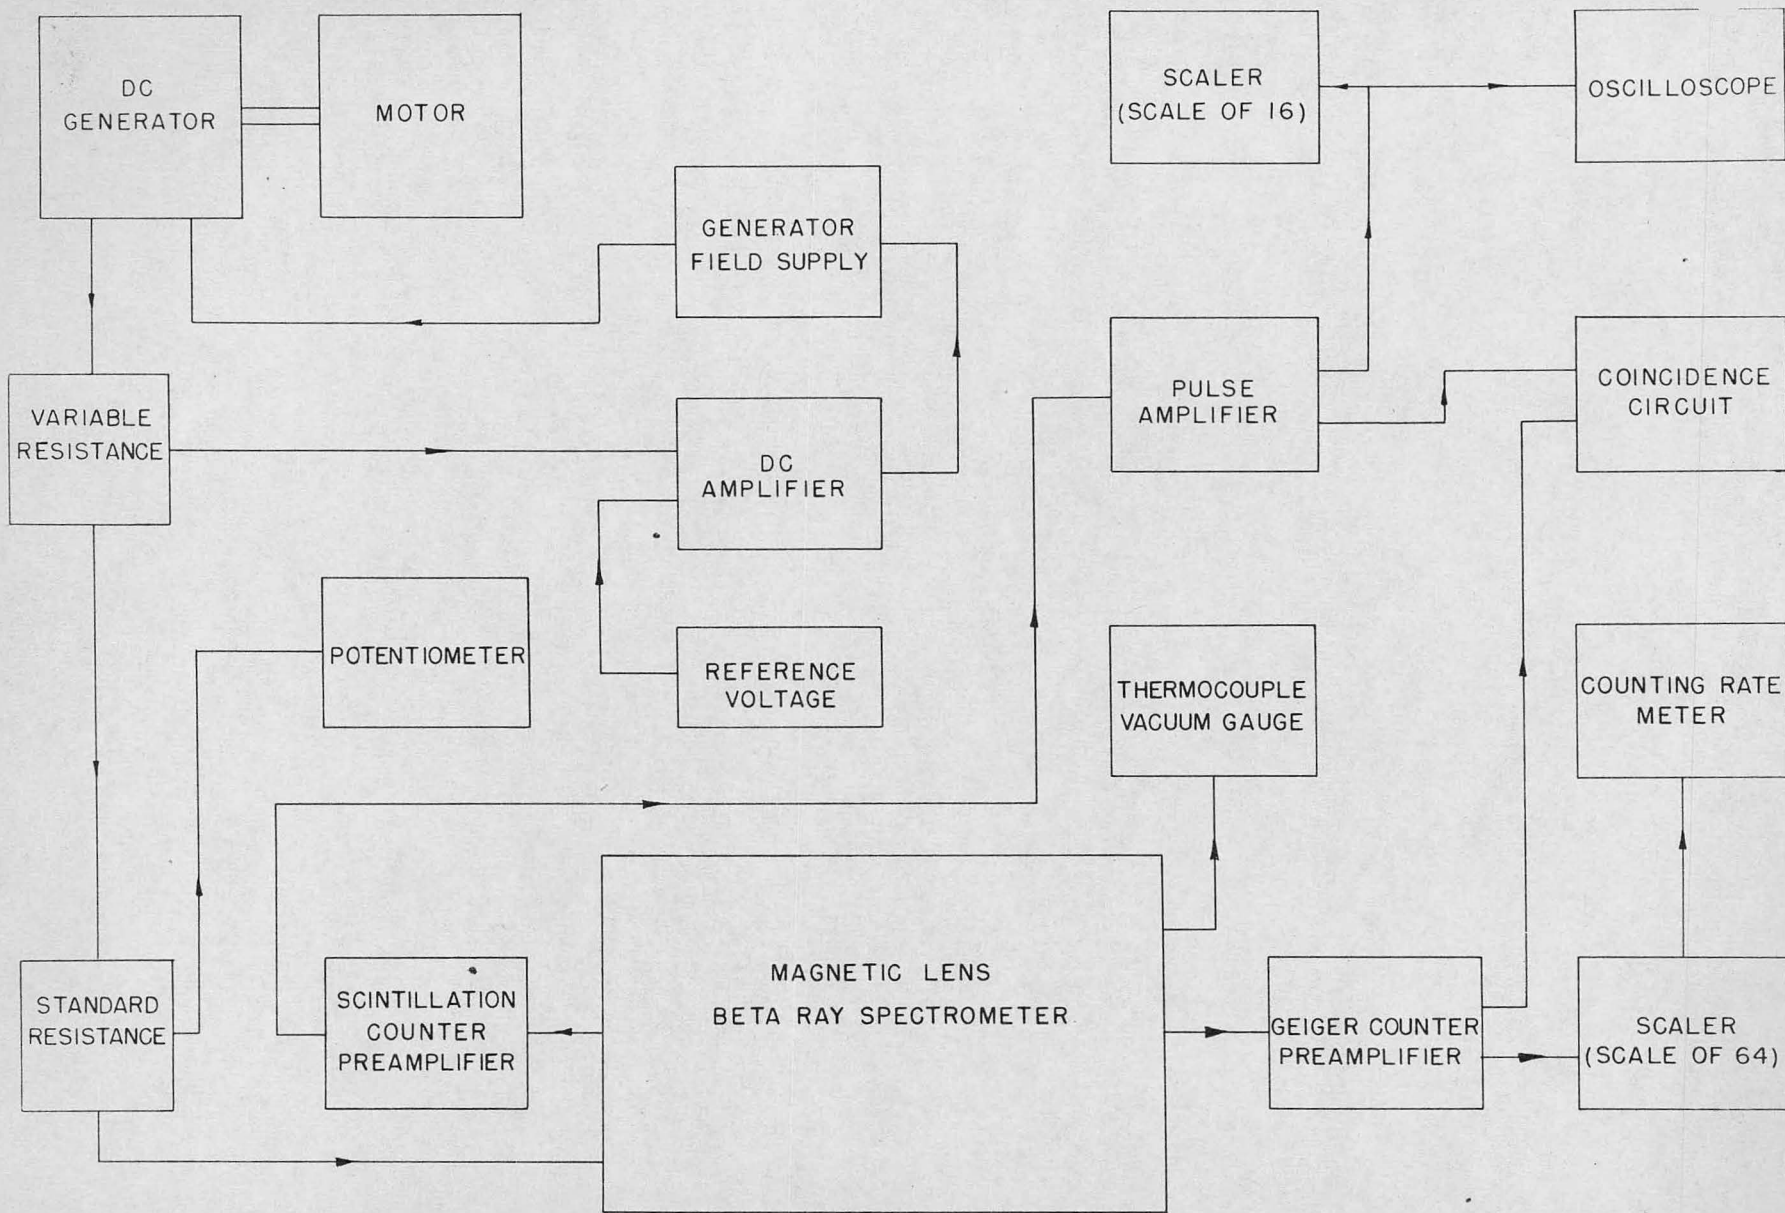 DC
GENERATOR
MOTOR
SCALER
(SCALE OF 16)
OSCILLOSCOPE
GENERATOR
FIELD SUPPLY
VARIABLE
RESISTANCE
DC
AMPLIFIER
PULSE
AMPLIFIER
COINCIDENCE
CIRCUIT
POTENTIOMETER
REFERENCE
VOLTAGE
THERMOCOUPLE
VACUUM GAUGE
COUNTING RATE
METER
STANDARD
RESISTANCE
SCINTILLATION
COUNTER
PREAMPLIFIER
MAGNETIC LENS
BETA RAY SPECTROMETER
GEIGER COUNTER
PREAMPLIFIER
SCALER
(SCALE OF 64)